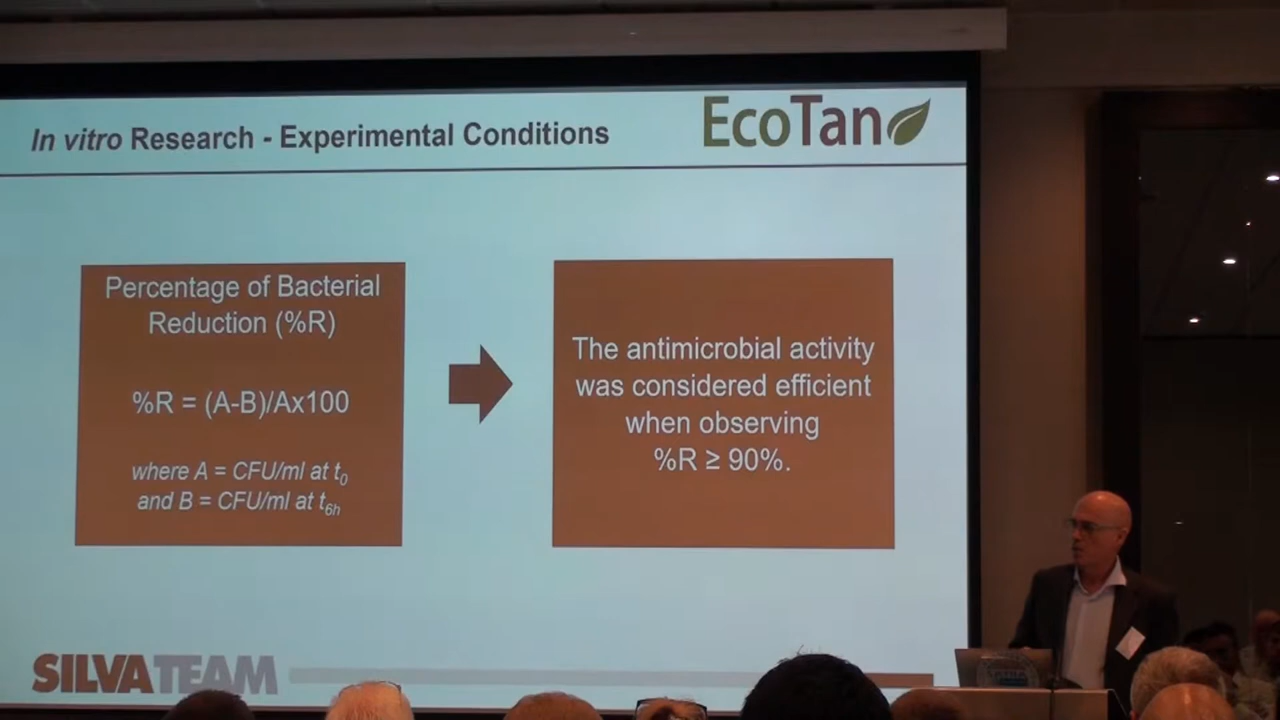 In vitro Research - Experimental Conditions
EcoTan
Percentage of Bacterial
Reduction (%R)
%R = (A-B)/Ax100
where A = CFU/ml at t0
and B = CFU/ml at t6h
The antimicrobial activity
was considered efficient
when observing
%R ≥ 90%.
SILVATEAM